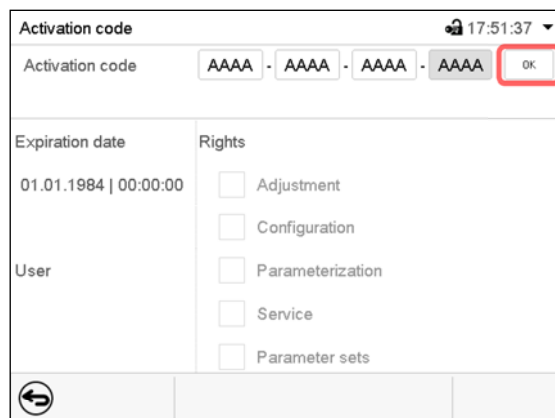 Activation code 17:51:37
Activation code AAAA - AAAA - AAAA - AAAA OK
Expiration date Rights
01.01.1984 | 00:00:00 Adjustment
Configuration
User Parameterization
Service
Parameter sets